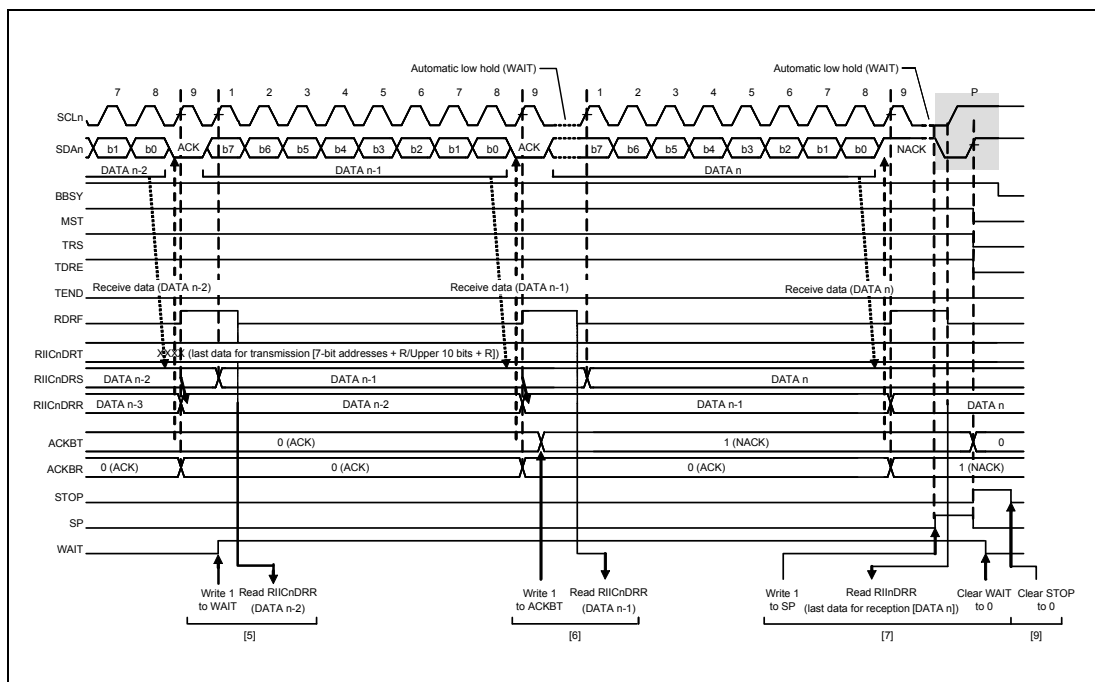 Automatic low hold (WAIT) Automatic low hold (WAIT)
7 8 9 1 2 3 4 5 6 7 8 9 1 2 3 4 5 6 7 8 9 P
SCLn
SDAn b1 b0 ACK b7 b6 b5 b4 b3 b2 b1 b0 ACK b7 b6 b5 b4 b3 b2 b1 b0 NACK
DATA n-2 DATA n-1 DATA n
BBSY
MST
TRS
TDRE
Receive data (DATA n-2) Receive data (DATA n-1) Receive data (DATA n)
TEND
RDRF
RIICnDRT XXXX (last data for transmission [7-bit addresses + R/Upper 10 bits + R])
RIICnDRS DATA n-2 DATA n-1 DATA n
RIICnDRR DATA n-3 DATA n-2 DATA n-1 DATA n
ACKBT 0 (ACK) 1 (NACK) 0
ACKBR 0 (ACK) 0 (ACK) 0 (ACK) 1 (NACK)
STOP
SP
WAIT
Write 1 Read RIICnDRR Write 1 Read RIICnDRR Write 1 Read RIInDRR Clear WAIT Clear STOP
to WAIT (DATA n-2) to ACKBT (DATA n-1) to SP (last data for reception [DATA n]) to 0 to 0
[5] [6] [7] [9]